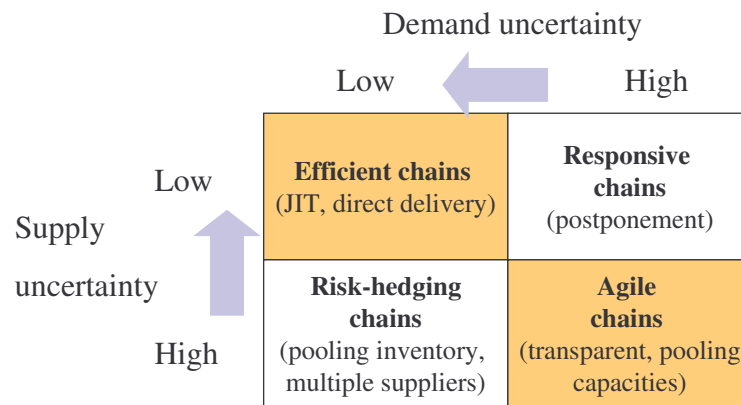 Demand uncertainty
Low
High
Low
Efficient chains
(JIT, direct delivery)
Responsive
chains
(postponement)
Supply
uncertainty
High
Risk-hedging
chains
(pooling inventory,
multiple suppliers)
Agile
chains
(transparent, pooling
capacities)